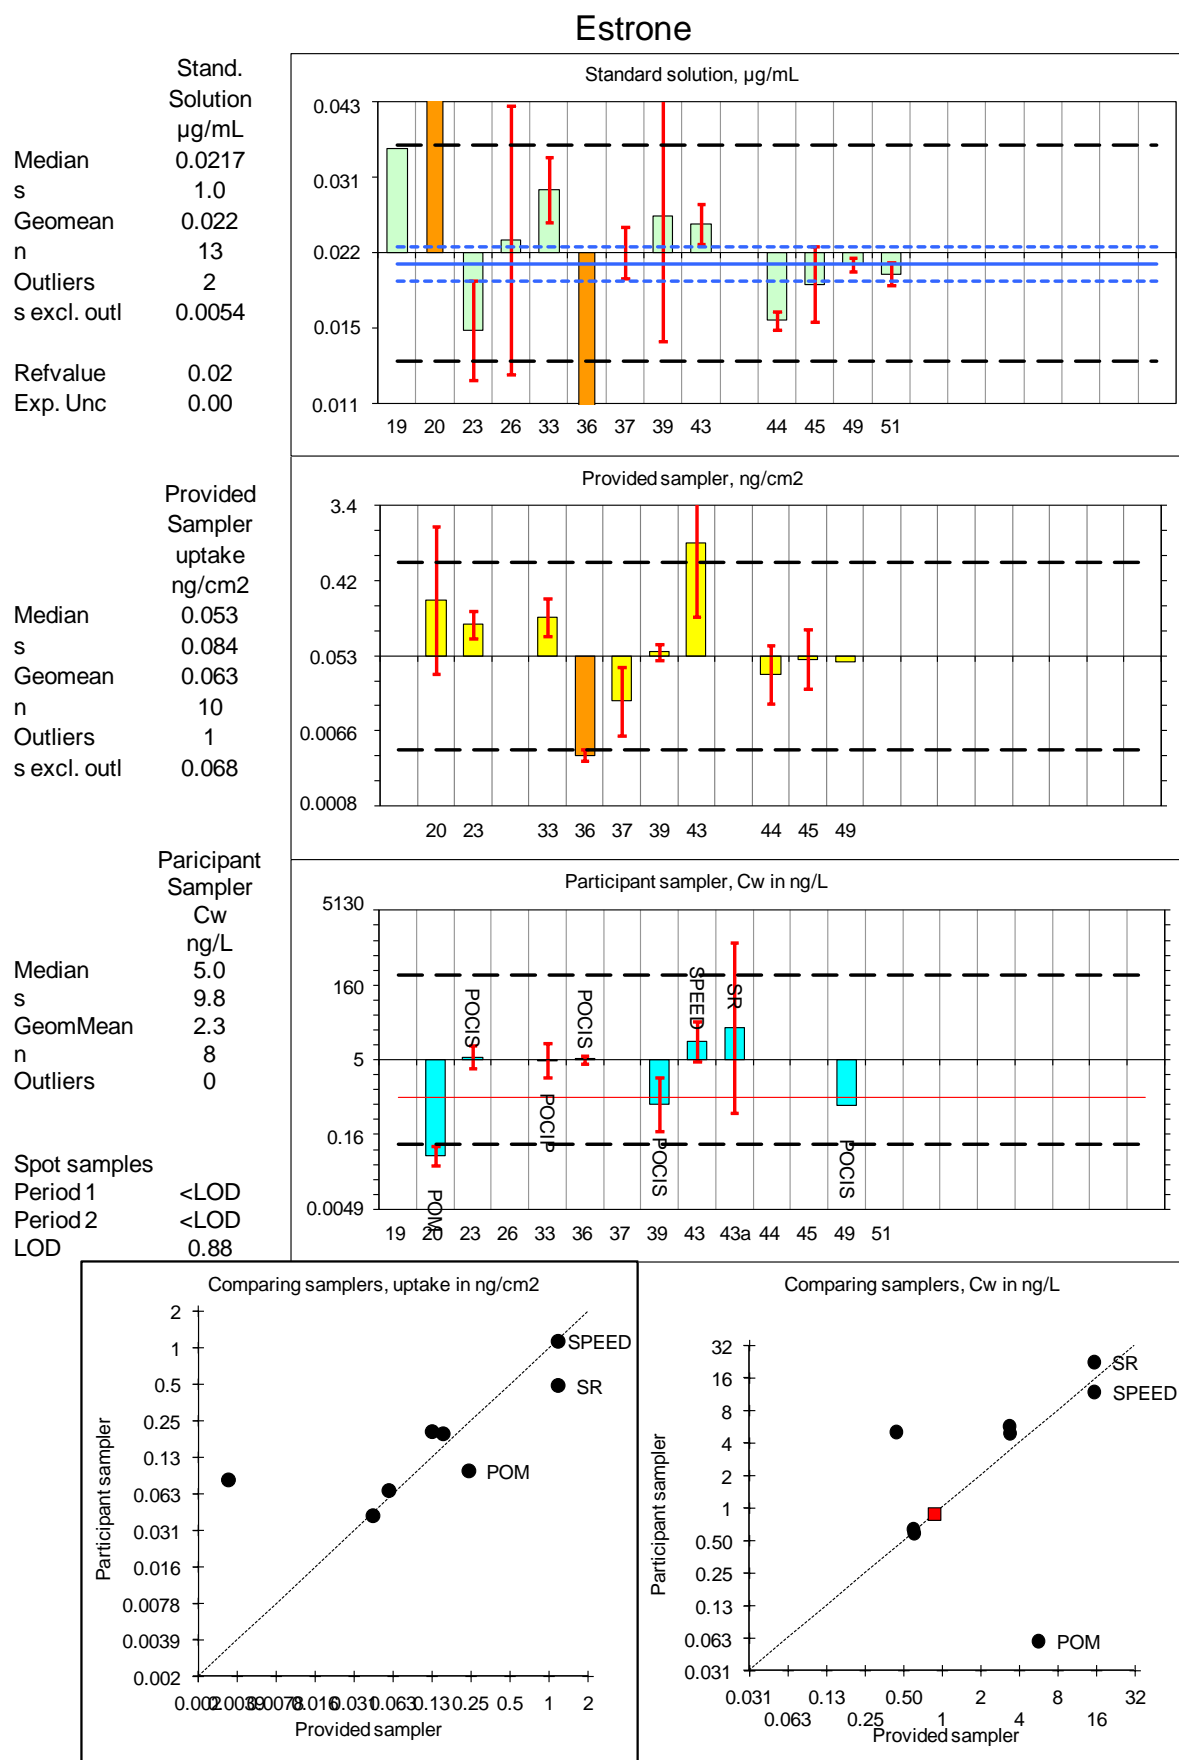 Estrone
Stand.
Solution
µg/mL
Median 0.0217
s 1.0
Geomean 0.022
n 13
Outliers 2
s excl. outl 0.0054
Refvalue 0.02
Exp. Unc 0.00
Standard solution, µg/mL
0.043
0.031
0.022
0.015
0.011
19 20 23 26 33 36 37 39 43 44 45 49 51
Provided
Sampler
uptake
ng/cm2
Median 0.053
s 0.084
Geomean 0.063
n 10
Outliers 1
s excl. outl 0.068
Provided sampler, ng/cm2
3.4
0.42
0.053
0.0066
0.0008
20 23 33 36 37 39 43 44 45 49
Paricipant
Sampler
Cw
ng/L
Median 5.0
s 9.8
GeomMean 2.3
n 8
Outliers 0
Spot samples
Period 1 <LOD
Period 2 <LOD
LOD 0.88
Participant sampler, Cw in ng/L
5130
160
5
0.16
0.0049
POM
POCIS
POCIP
POCIS
POCIS
SPEED
SR
POCIS
19 20 23 26 33 36 37 39 43 43a 44 45 49 51
Comparing samplers, uptake in ng/cm2
2
1
0.5
0.25
0.13
0.063
0.031
0.016
0.0078
0.0039
0.002
Participant sampler
SPEED
SR
POM
0.002 0.0039 0.0078 0.016 0.031 0.063 0.13 0.25 0.5 1 2
Provided sampler
Comparing samplers, Cw in ng/L
32
16
8
4
2
1
0.50
0.25
0.13
0.063
0.031
Participant sampler
SR
SPEED
POM
0.031 0.13 0.50 2 8 32
0.063 0.25 1 4 16
Provided sampler